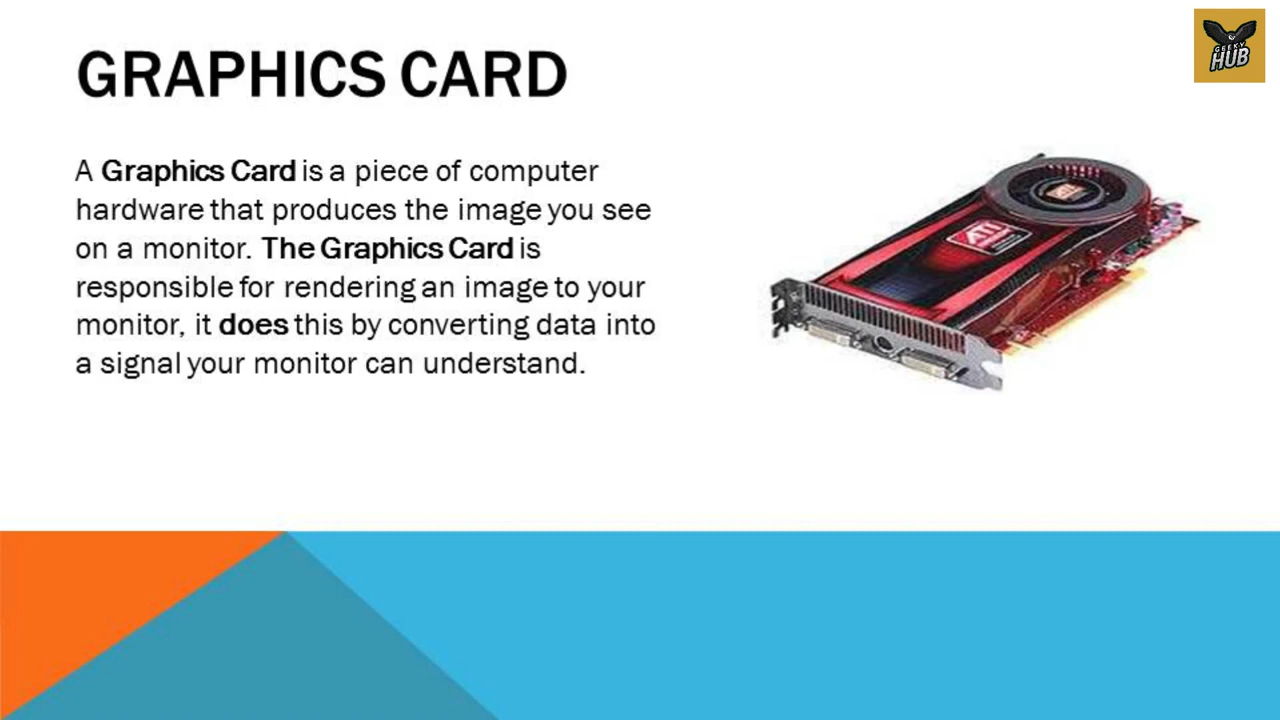 GRAPHICS CARD
GEEKY
HUB
A Graphics Card is a piece of computer
hardware that produces the image you see
on a monitor. The Graphics Card is
responsible for rendering an image to your
monitor, it does this by converting data into
a signal your monitor can understand.
ATI